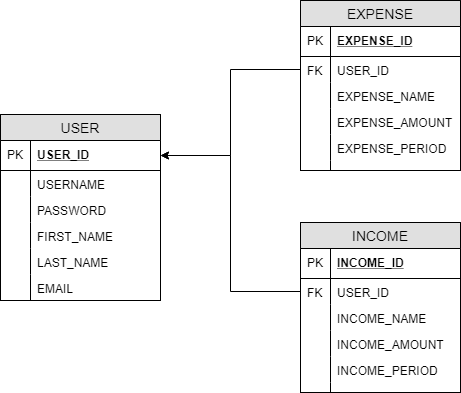 USER
PK USER_ID
USERNAME
PASSWORD
FIRST_NAME
LAST_NAME
EMAIL
EXPENSE
PK EXPENSE_ID
FK USER_ID
EXPENSE_NAME
EXPENSE_AMOUNT
EXPENSE_PERIOD
INCOME
PK INCOME_ID
FK USER_ID
INCOME_NAME
INCOME_AMOUNT
INCOME_PERIOD